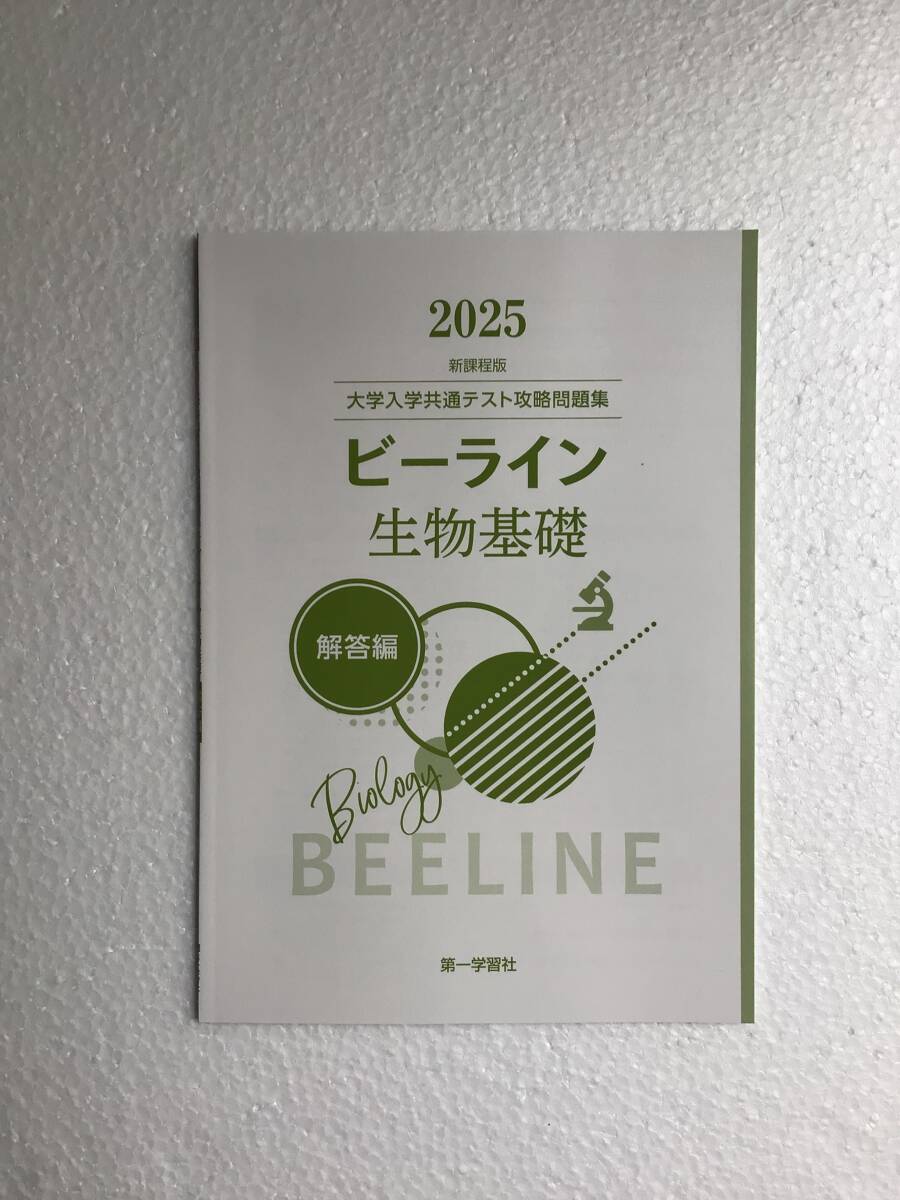 2025
新課程版
大学入学共通テスト攻略問題集
ビーライン
生物基礎
解答編
Biology
BEELINE
第一学習社